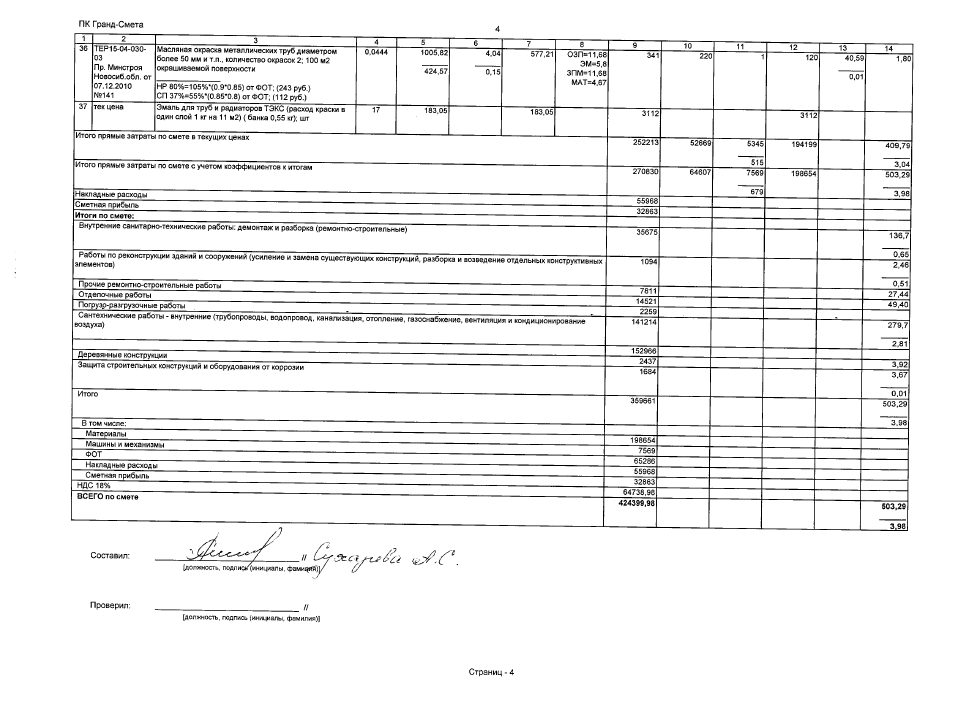 ПК Гранд-Смета
4
1 2 3 4 5 6 7 8 9 10 11 12 13 14
36 ТЕР15-04-030-03 Пр. Минстроя Новосиб.обл. от 07.12.2010 №141
Масляная окраска металлических труб диаметром
более 50 мм и т.п., количество окрасок 2; 100 м2
окрашиваемой поверхности
НР 80%=105%*(0.9*0.85) от ФОТ; (243 руб.)
СП 37%=55%*(0.85*0.8) от ФОТ; (112 руб.)
0,0444 1005,82 4,04 577,21 ОЗП=11,68 341 220 1 120 40,59 1,80
424,57 0,15 ЭМ=5,8 0,01
ЗПМ=11,68
МАТ=4,67
37 тек цена Эмаль для труб и радиаторов ТЭКС (расход краски в
один слой 1 кг на 11 м2) ( банка 0,55 кг); шт
17 183,05 183,05 3112 3112
Итого прямые затраты по смете в текущих ценах 252213 52669 5345 194199 409,79
515 3,04
Итого прямые затраты по смете с учетом коэффициентов к итогам 270830 64607 7569 198654 503,29
679 3,98
Накладные расходы 55968
Сметная прибыль 32863
Итоги по смете:
Внутренние санитарно-технические работы: демонтаж и разборка (ремонтно-строительные) 35675 136,7
0,65
Работы по реконструкции зданий и сооружений (усиление и замена существующих конструкций, разборка и возведение отдельных конструктивных
элементов) 1094 2,46
0,51
Прочие ремонтно-строительные работы 7811 27,44
Отделочные работы 14521 49,40
Погрузо-разгрузочные работы 2259
Сантехнические работы - внутренние (трубопроводы, водопровод, канализация, отопление, газоснабжение, вентиляция и кондиционирование
воздуха) 141214 279,7
2,81
152966
Деревянные конструкции 2437 3,92
Защита строительных конструкций и оборудования от коррозии 1684 3,67
0,01
Итого 359661 503,29
3,98
В том числе:
Материалы 198654
Машины и механизмы 7569
ФОТ 65286
Накладные расходы 55968
Сметная прибыль 32863
НДС 18% 64738,98
ВСЕГО по смете 424399,98 503,29
3,98
Составил: // Сухарева А.С.
[должность, подпись (инициалы, фамилия)]
Проверил: //
[должность, подпись (инициалы, фамилия)]
Страниц - 4